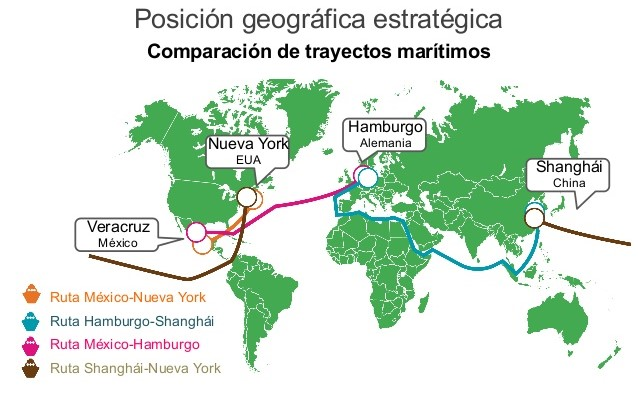 Posición geográfica estratégica
Comparación de trayectos marítimos
Hamburgo
Alemania
Nueva York
EUA
Shanghái
China
Veracruz
México
Ruta México-Nueva York
Ruta Hamburgo-Shanghái
Ruta México-Hamburgo
Ruta Shanghái-Nueva York